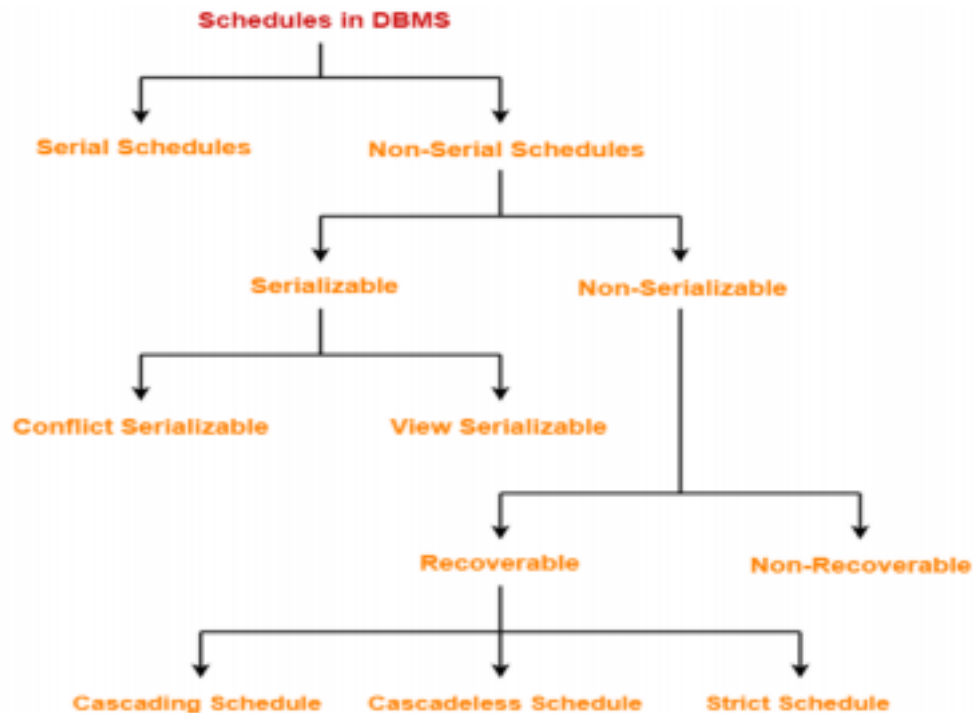 Schedules in DBMS
Serial Schedules
Non-Serial Schedules
Serializable
Non-Serializable
Conflict Serializable
View Serializable
Recoverable
Non-Recoverable
Cascading Schedule
Cascadeless Schedule
Strict Schedule